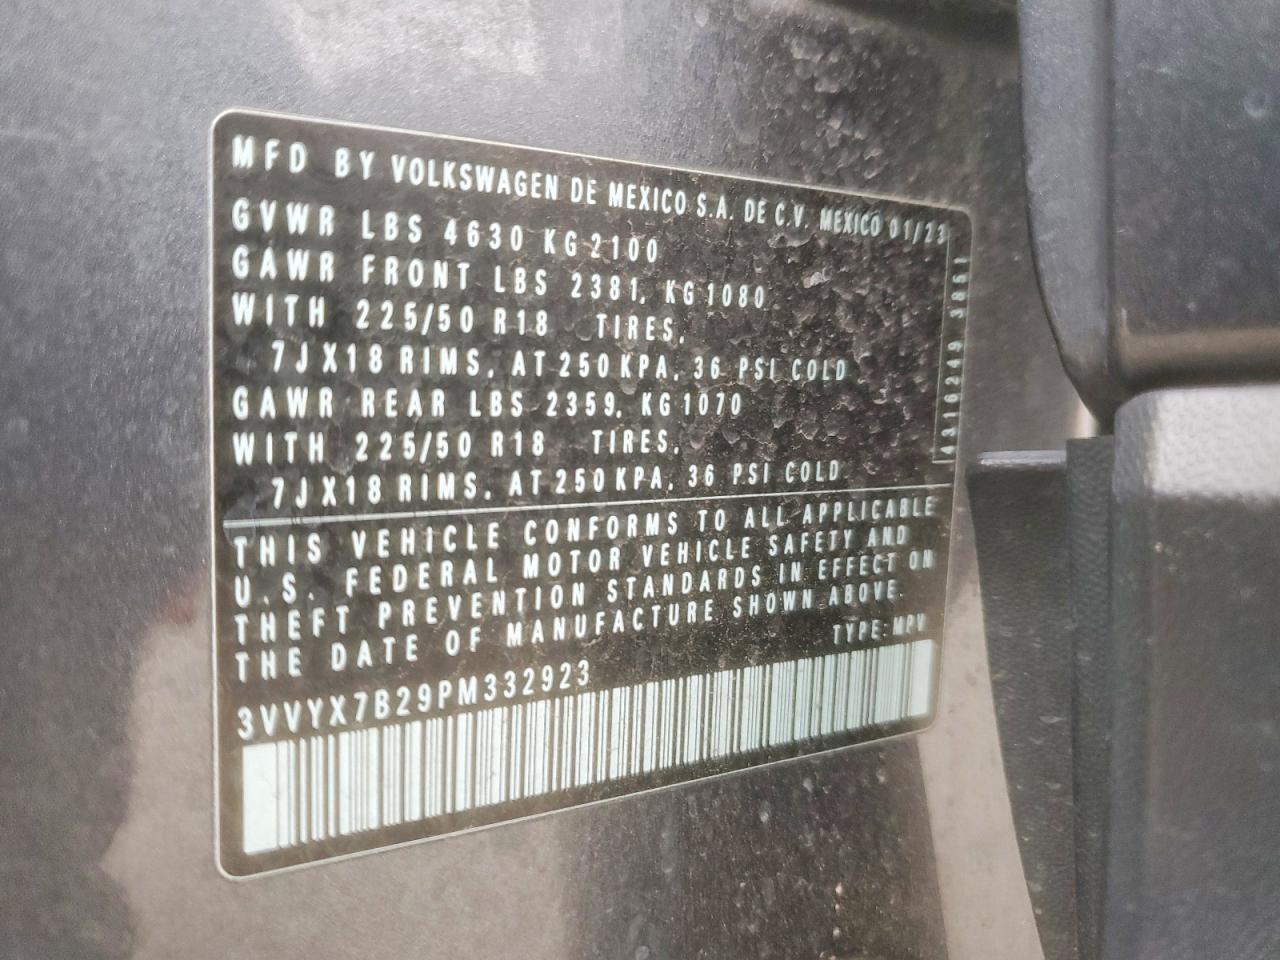 MFD BY VOLKSWAGEN DE MEXICO S.A. DE C.V. MEXICO 01/23
GVWR LBS 4630 KG 2100
GAWR FRONT LBS 2381, KG 1080
WITH 225/50 R18 TIRES,
7JX18 RIMS, AT 250 KPA, 36 PSI COLD
GAWR REAR LBS 2359, KG 1070
WITH 225/50 R18 TIRES,
7JX18 RIMS, AT 250 KPA, 36 PSI COLD
4316249 3861
THIS VEHICLE CONFORMS TO ALL APPLICABLE
U.S. FEDERAL MOTOR VEHICLE SAFETY AND
THEFT PREVENTION STANDARDS IN EFFECT ON
THE DATE OF MANUFACTURE SHOWN ABOVE.
TYPE: MPV
3VVYX7B29PM332923